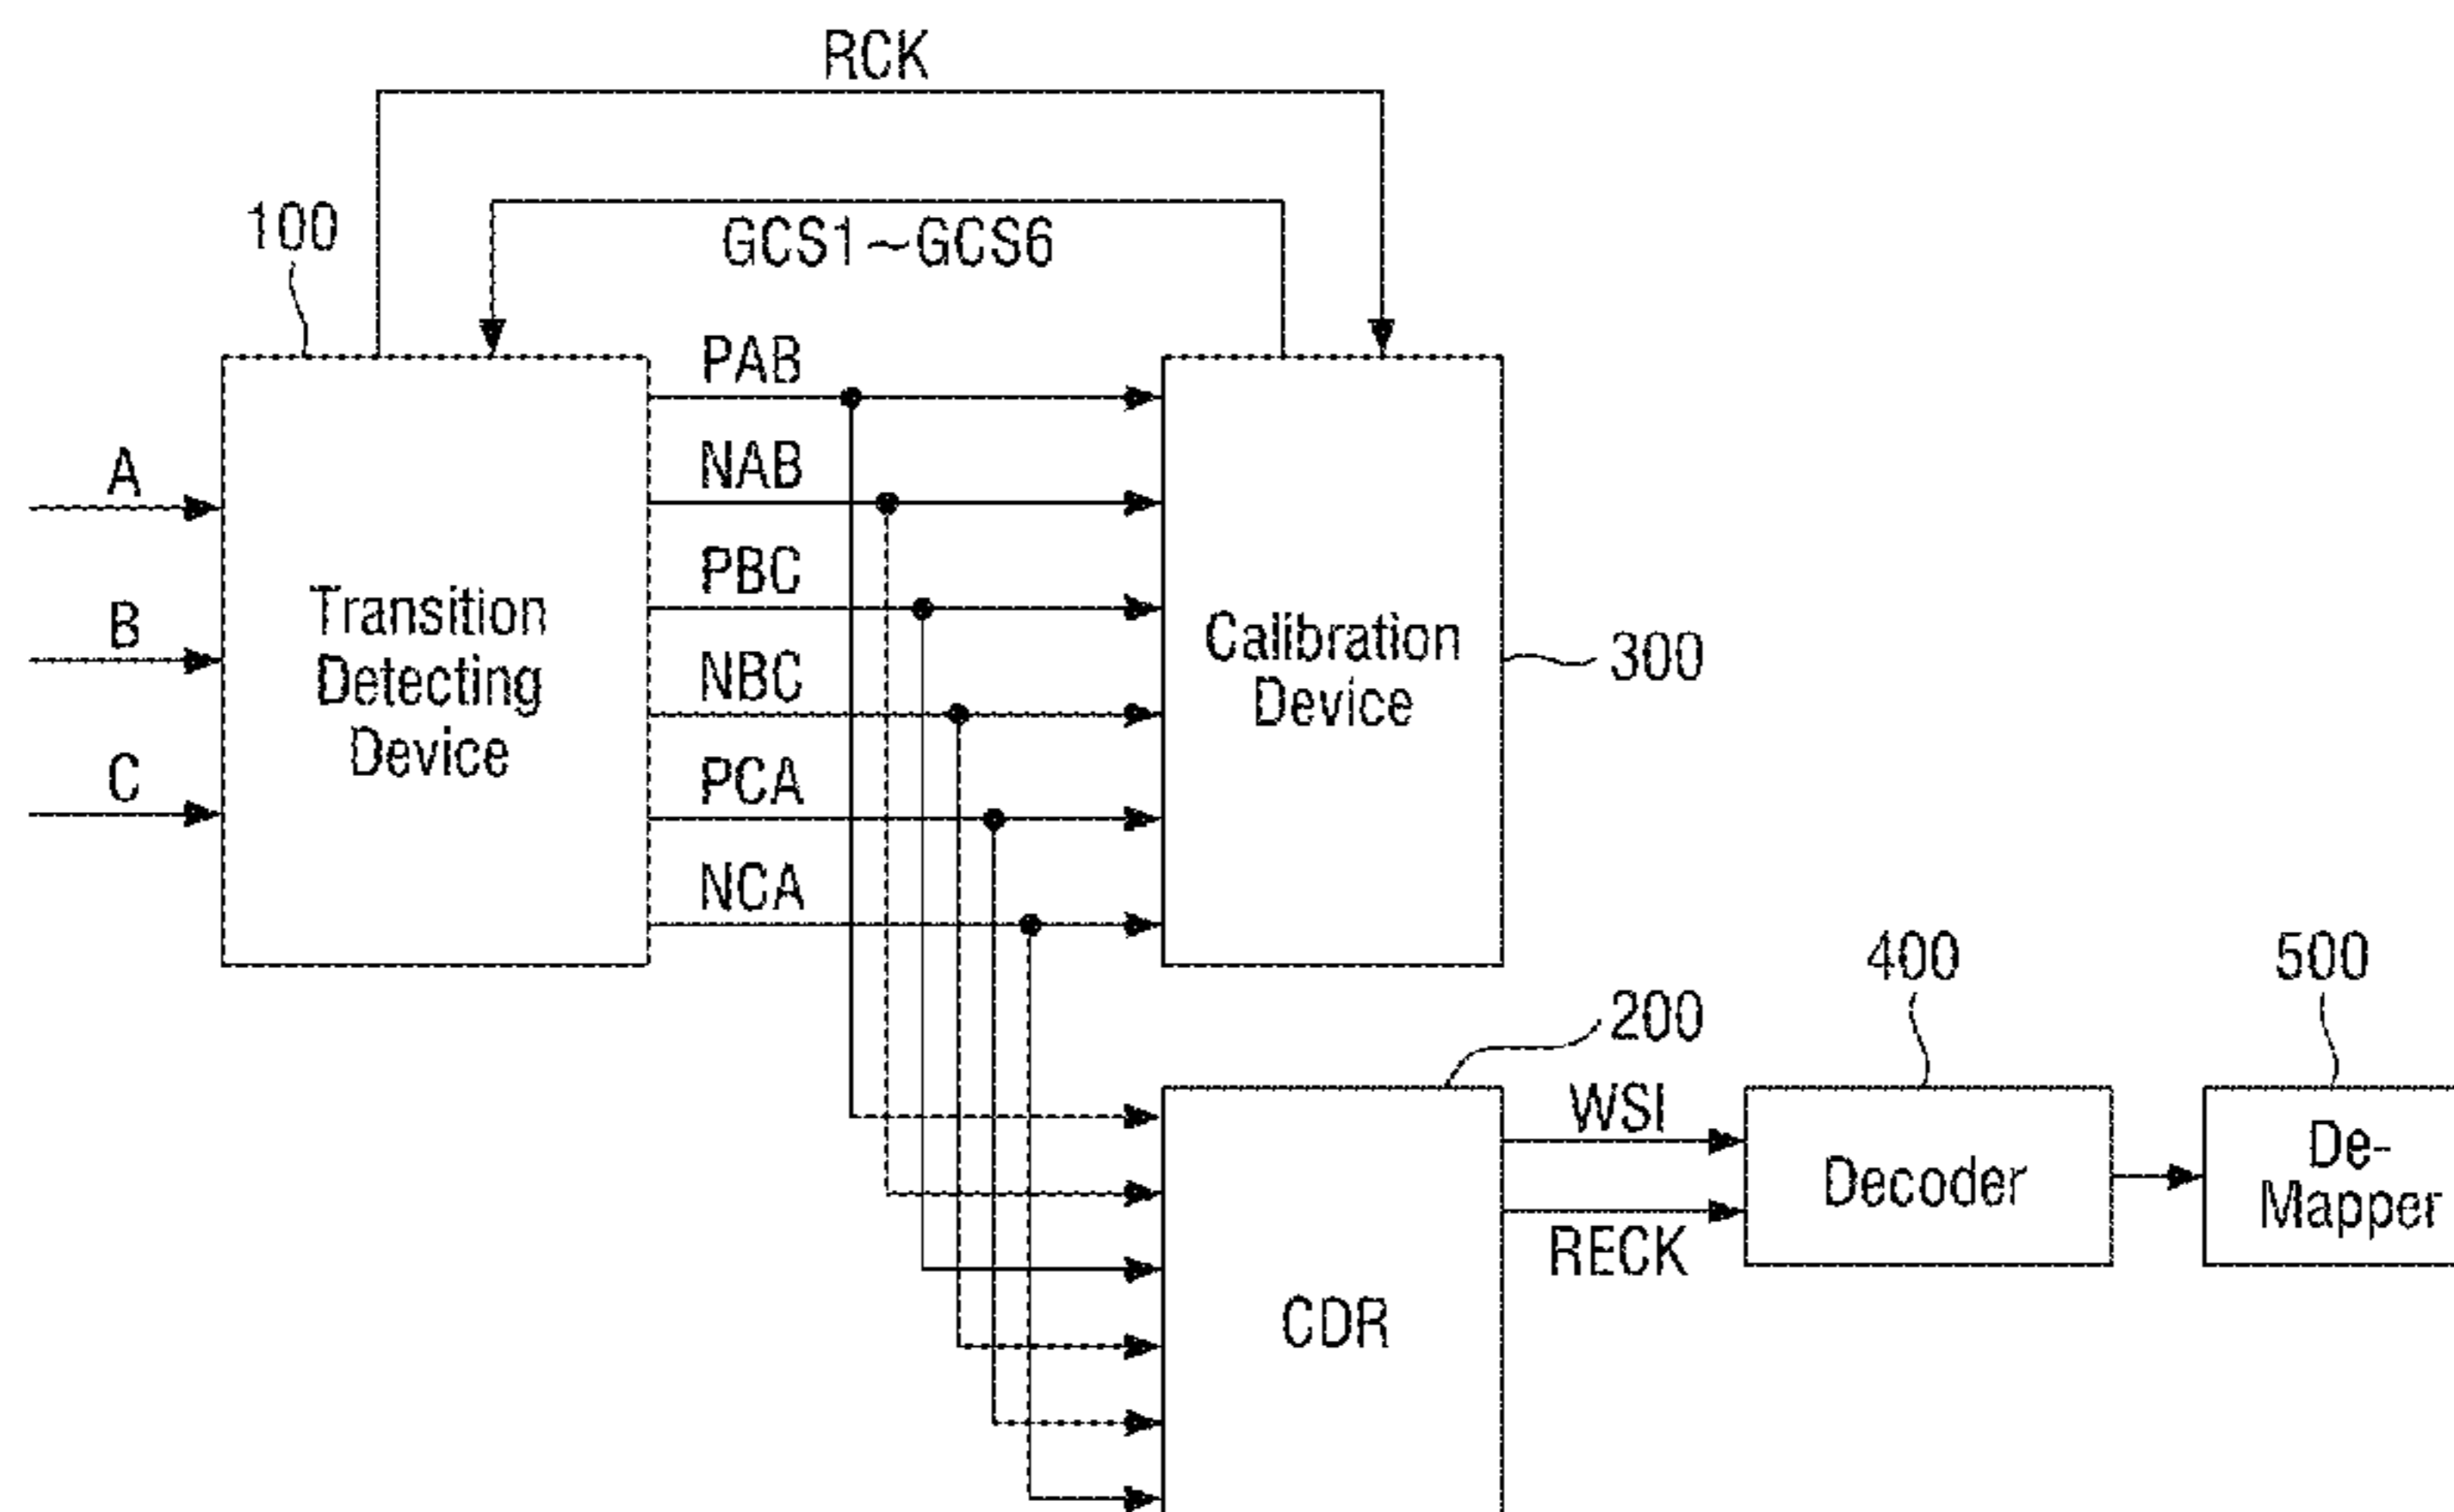 RCK
GCS1~GCS6
100
PAB
NAB
PBC
NBC
PCA
NCA
A
B
C
Transition
Detecting
Device
Calibration
Device
300
200
400
500
WSI
RECK
CDR
Decoder
De-
Mapper